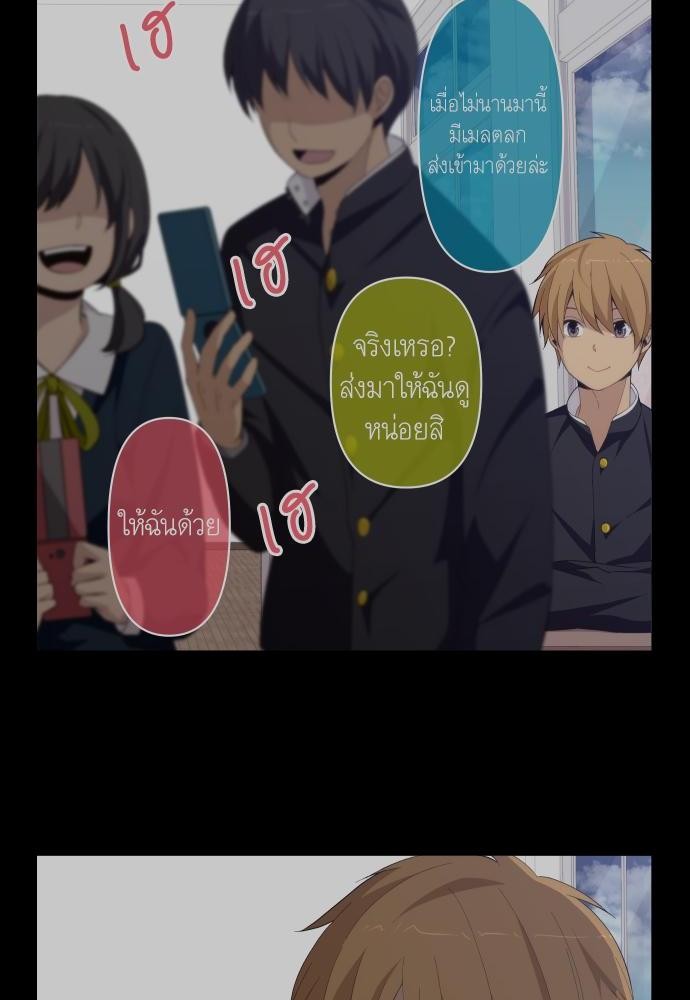 เฮ
เมื่อไม่นานมานี้
มีเมลตลก
ส่งเข้ามาด้วยล่ะ
เฮ
จริงเหรอ?
ส่งมาให้ฉันดู
หน่อยสิ
ให้ฉันด้วย
เฮ